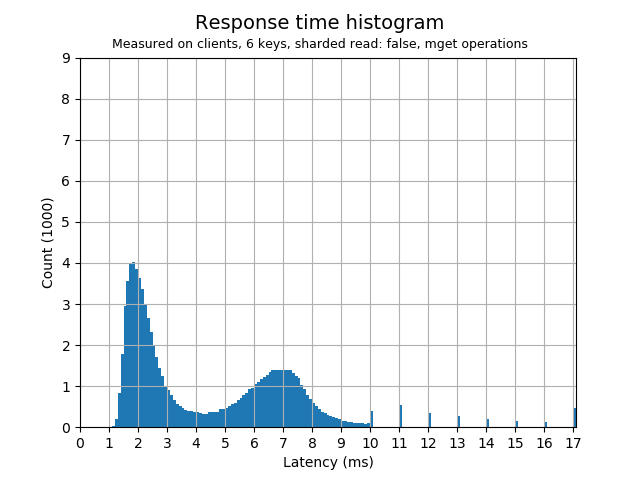 Response time histogram
Measured on clients, 6 keys, sharded read: false, mget operations
9
8
7
6
5
4
3
2
1
0
Count (1000)
0 1 2 3 4 5 6 7 8 9 10 11 12 13 14 15 16 17
Latency (ms)